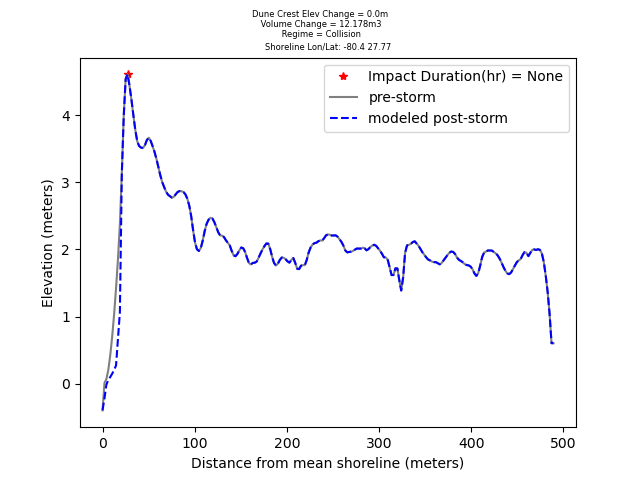 Dune Crest Elev Change = 0.0m
Volume Change = 12.178m3
Regime = Collision
Shoreline Lon/Lat: -80.4 27.77
Impact Duration(hr) = None
pre-storm
modeled post-storm
Elevation (meters)
4
3
2
1
0
0 100 200 300 400 500
Distance from mean shoreline (meters)